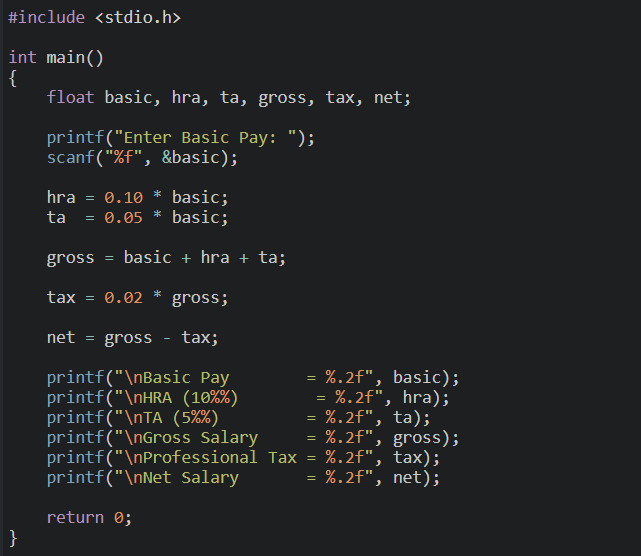 #include <stdio.h>

int main()
{
    float basic, hra, ta, gross, tax, net;

    printf("Enter Basic Pay: ");
    scanf("%f", &basic);

    hra = 0.10 * basic;
    ta  = 0.05 * basic;

    gross = basic + hra + ta;

    tax = 0.02 * gross;

    net = gross - tax;

    printf("\nBasic Pay        = %.2f", basic);
    printf("\nHRA (10%%)        = %.2f", hra);
    printf("\nTA (5%%)         = %.2f", ta);
    printf("\nGross Salary     = %.2f", gross);
    printf("\nProfessional Tax = %.2f", tax);
    printf("\nNet Salary       = %.2f", net);

    return 0;
}